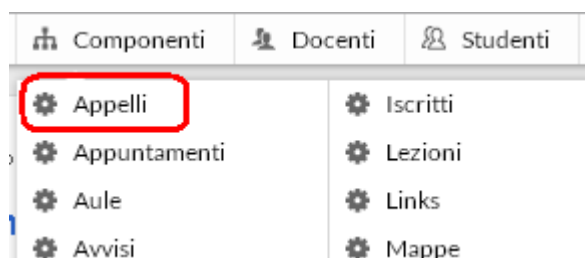 Componenti Docenti Studenti
Appelli Iscritti
Appuntamenti Lezioni
Aule Links
Avvisi Mappe